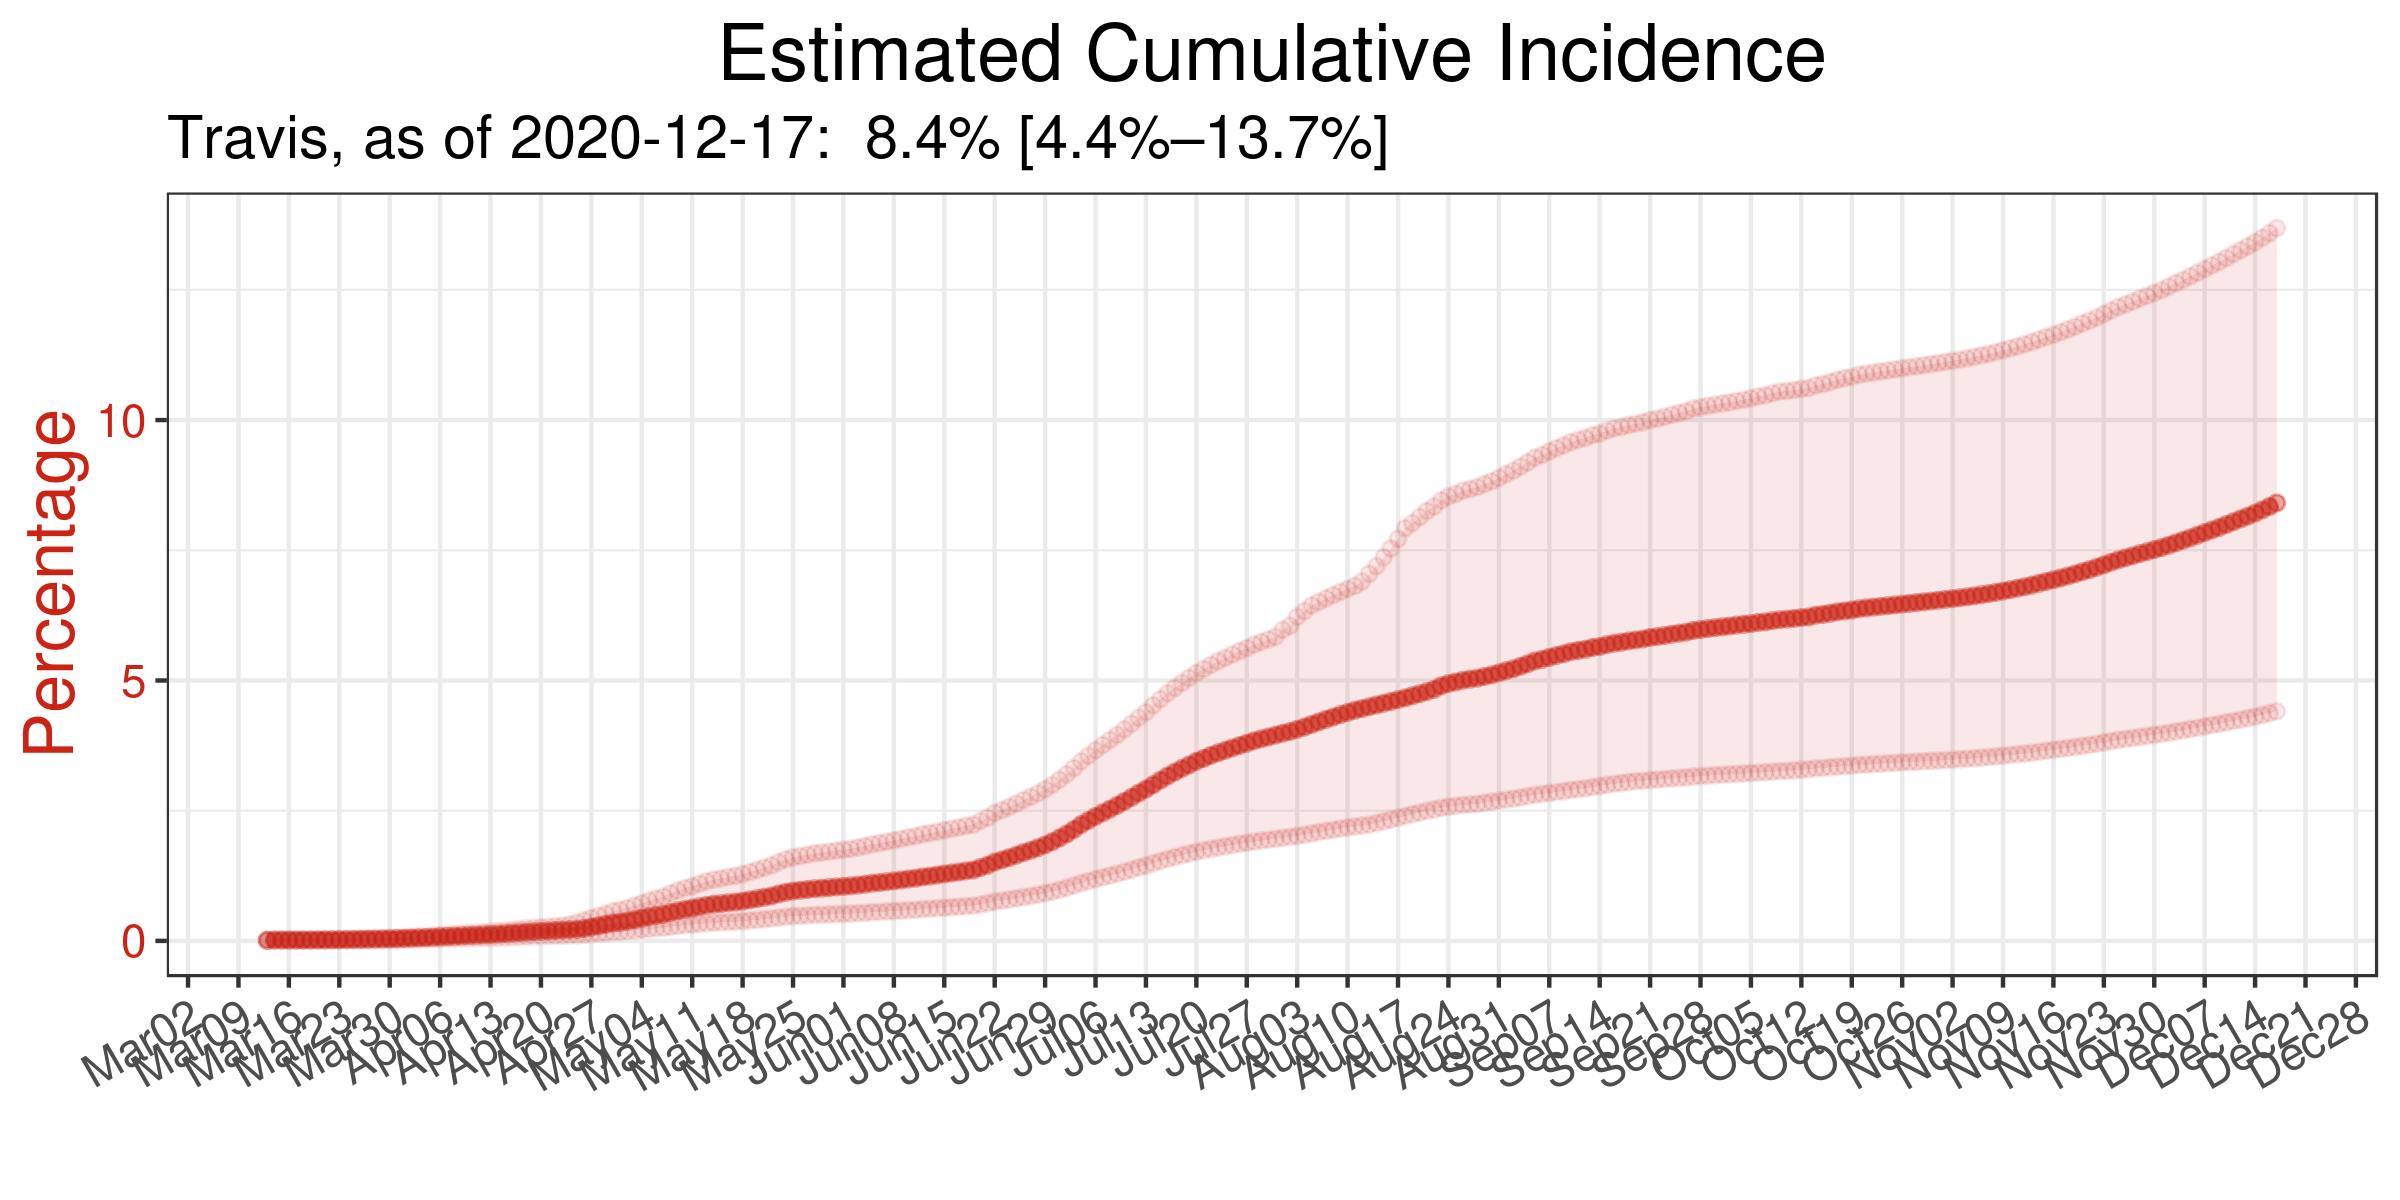 Estimated Cumulative Incidence
Travis, as of 2020-12-17:  8.4% [4.4%–13.7%]
Percentage
10
5
0
Mar02
Mar09
Mar16
Mar23
Mar30
Apr06
Apr13
Apr20
Apr27
May04
May11
May18
May25
Jun01
Jun08
Jun15
Jun22
Jun29
Jul06
Jul13
Jul20
Jul27
Aug03
Aug10
Aug17
Aug24
Aug31
Sep07
Sep14
Sep21
Sep28
Oct05
Oct12
Oct19
Oct26
Nov02
Nov09
Nov16
Nov23
Nov30
Dec07
Dec14
Dec21
Dec28